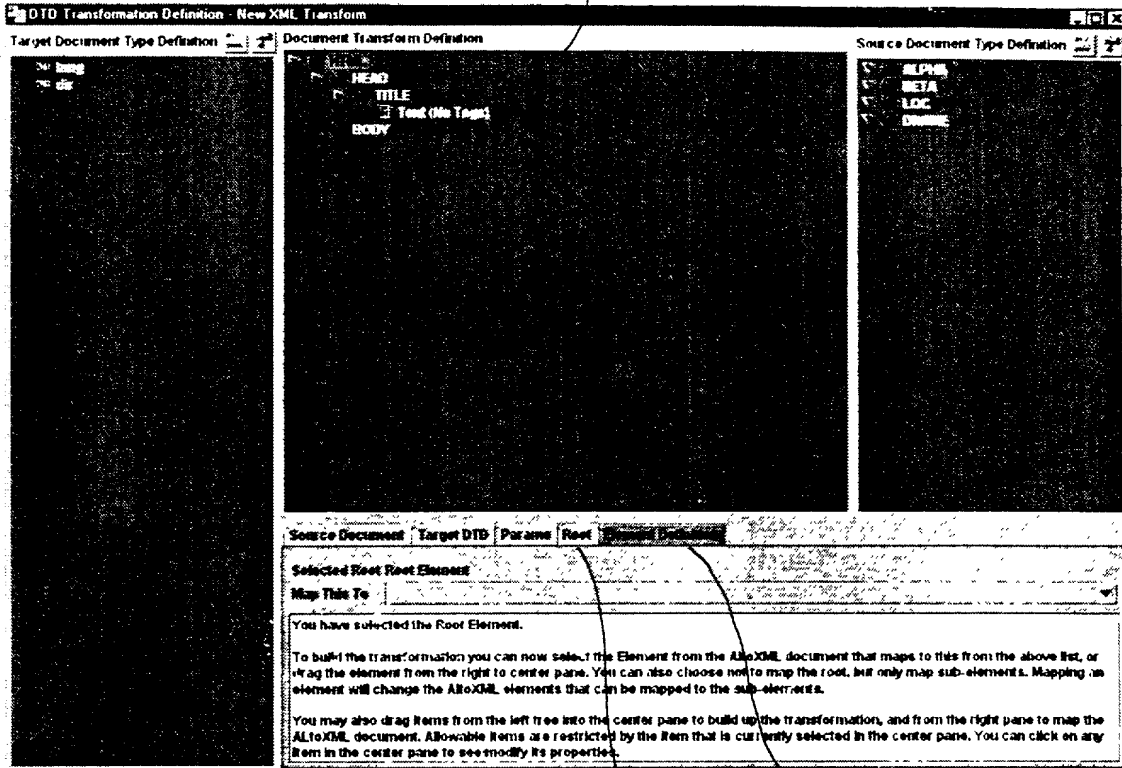 DTD Transformation Definition - New XML Transform
Target Document Type Definition
Document Transform Definition
Source Document Type Definition
lang
dir
HEAD
TITLE
Text (No Tags)
BODY
ALPHA
BETA
LOC
Source Document Target DTD Params Root Element Definition
Selected Root Root Element
Map This To
You have selected the Root Element.
To build the transformation you can now select the Element from the AltoXML document that maps to this from the above list, or
drag the element from the right to center pane. You can also choose not to map the root, but only map sub-elements. Mapping an
element will change the AltoXML elements that can be mapped to the sub-elements.
You may also drag items from the left tree into the center pane to build up the transformation, and from the right pane to map the
ALtoXML document. Allowable items are restricted by the item that is currently selected in the center pane. You can click on any
item in the center pane to see-modify its properties.